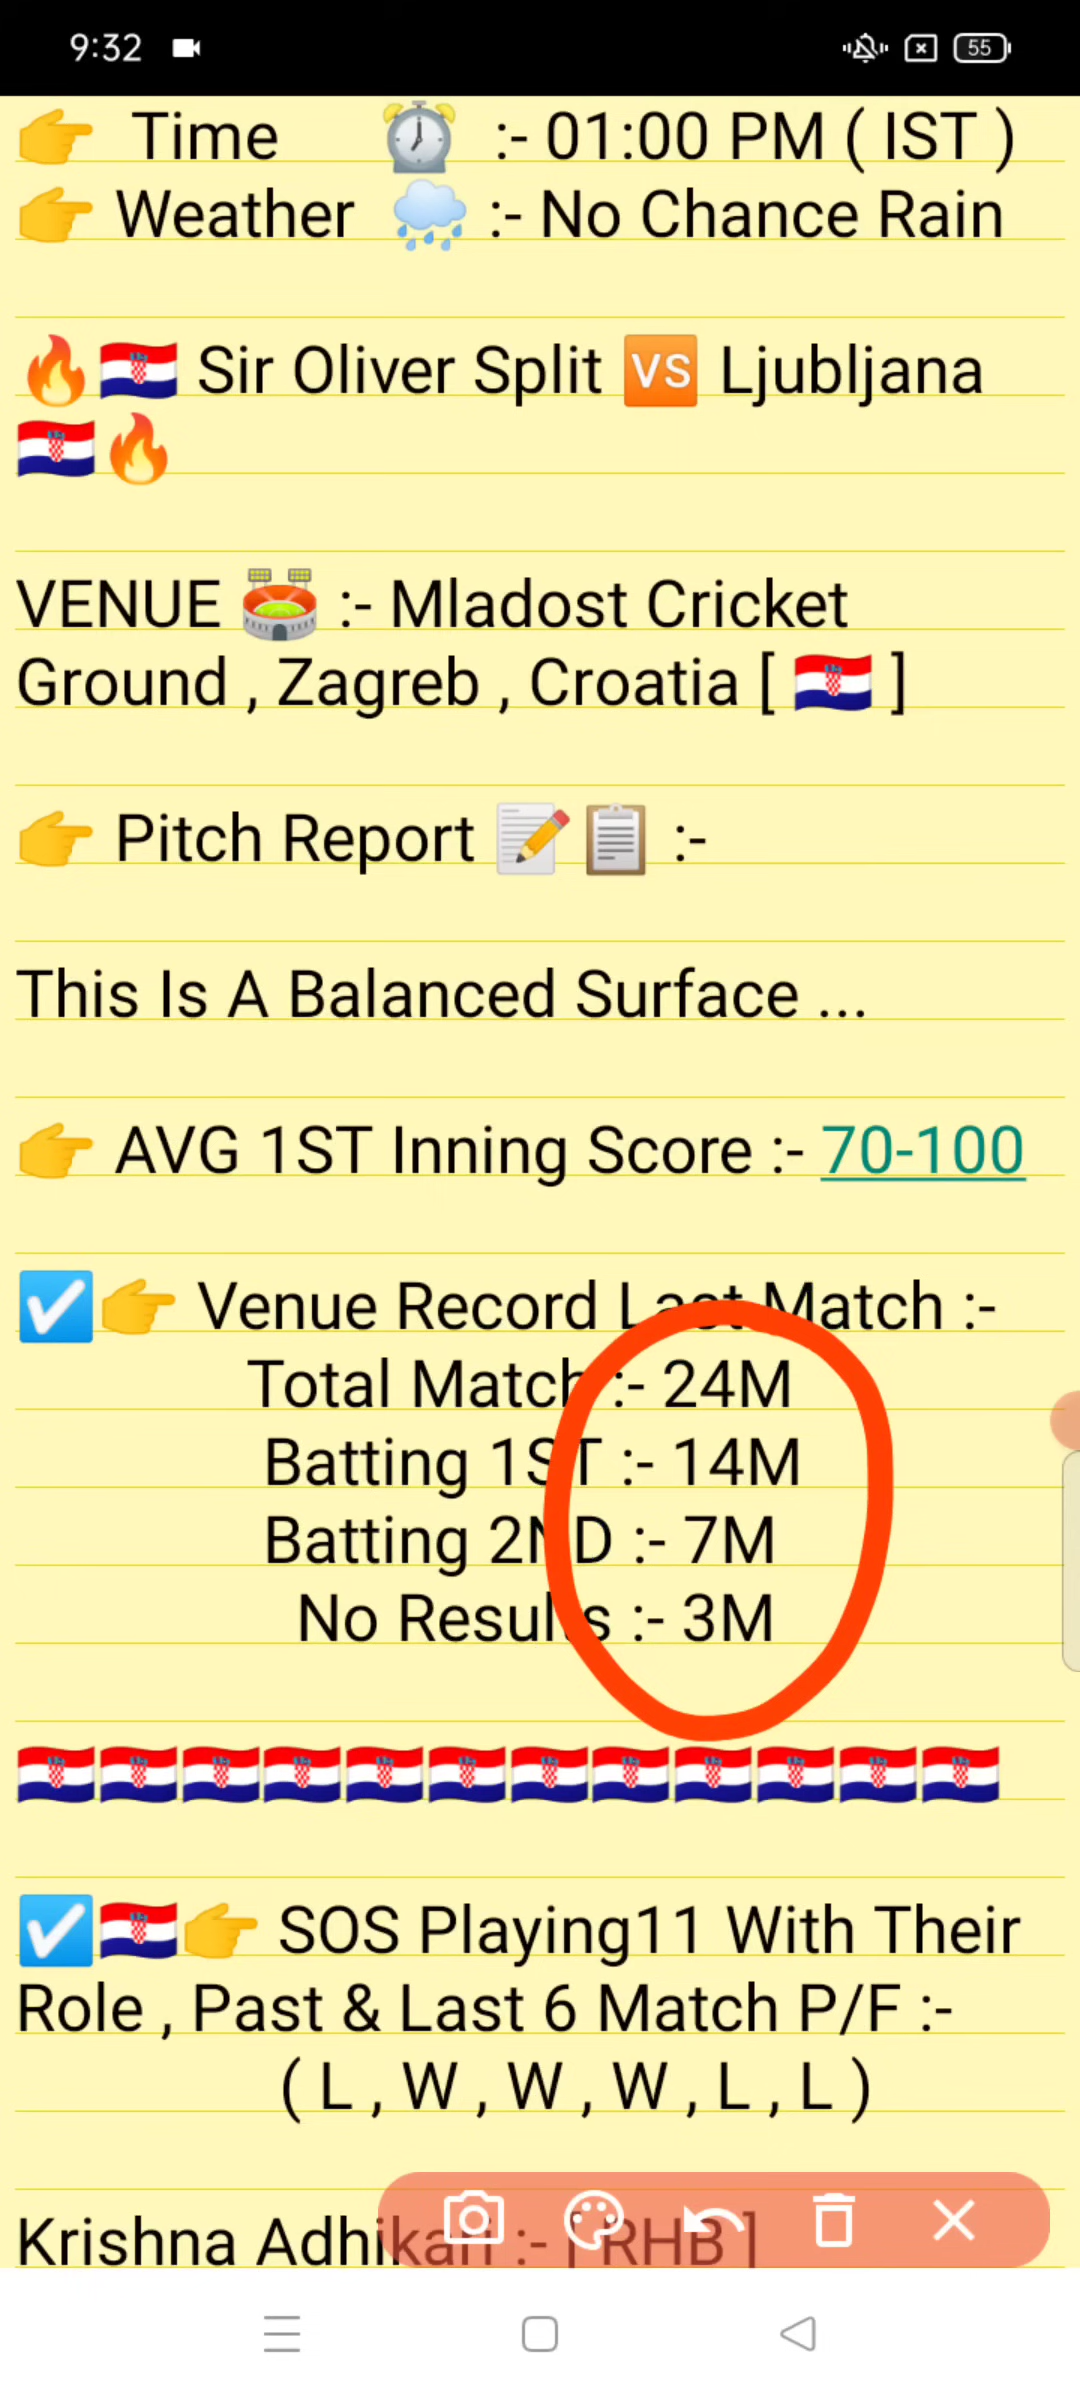 9:32 55
Time :- 01:00 PM ( IST )
Weather :- No Chance Rain
Sir Oliver Split VS Ljubljana
VENUE :- Mladost Cricket
Ground , Zagreb , Croatia [ ]
Pitch Report :-
This Is A Balanced Surface ...
AVG 1ST Inning Score :- 70-100
Venue Record Last Match :-
Total Match :- 24M
Batting 1ST :- 14M
Batting 2ND :- 7M
No Results :- 3M
SOS Playing11 With Their
Role , Past & Last 6 Match P/F :-
( L , W , W , W , L , L )
Krishna Adhikari :- [ RHB ]